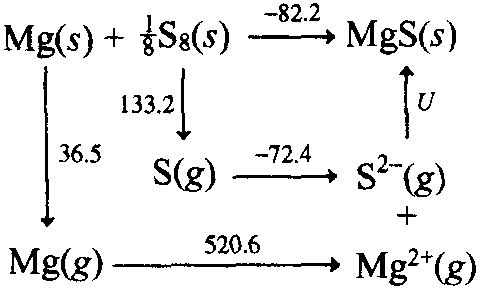 −82.2
Mg(s) + ⅛S₈(s) ⟶ MgS(s)
133.2
U
36.5
−72.4
S(g) ⟶ S²⁻(g)
+
520.6
Mg(g) ⟶ Mg²⁺(g)